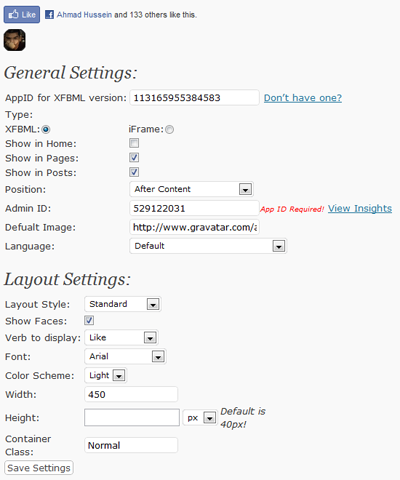 Like Ahmad Hussein and 133 others like this.
General Settings:
AppID for XFBML version: 113165955384583 Don't have one?
Type:
XFBML: iFrame:
Show in Home:
Show in Pages:
Show in Posts:
Position: After Content
Admin ID: 529122031 App ID Required! View Insights
Defualt Image: http://www.gravatar.com/a
Language: Default
Layout Settings:
Layout Style: Standard
Show Faces:
Verb to display: Like
Font: Arial
Color Scheme: Light
Width: 450
Height: px Default is
40px!
Container
Class: Normal
Save Settings